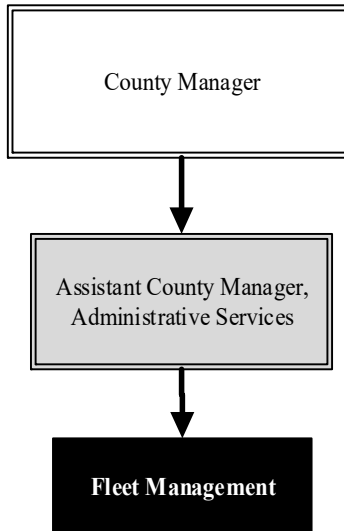 County Manager
Assistant County Manager,
Administrative Services
Fleet Management